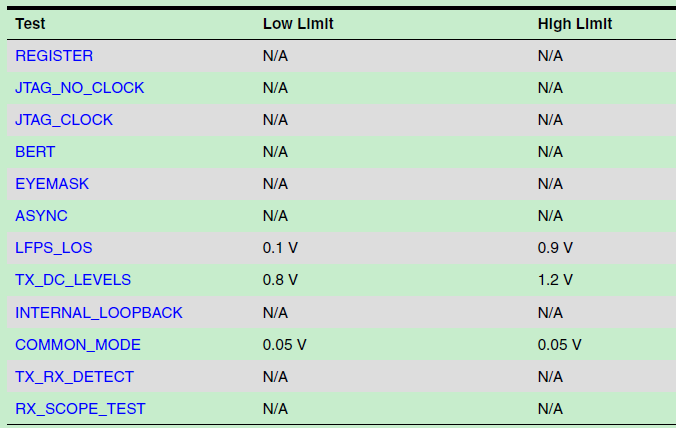 Test Low Limit High Limit
REGISTER N/A N/A
JTAG_NO_CLOCK N/A N/A
JTAG_CLOCK N/A N/A
BERT N/A N/A
EYEMASK N/A N/A
ASYNC N/A N/A
LFPS_LOS 0.1 V 0.9 V
TX_DC_LEVELS 0.8 V 1.2 V
INTERNAL_LOOPBACK N/A N/A
COMMON_MODE 0.05 V 0.05 V
TX_RX_DETECT N/A N/A
RX_SCOPE_TEST N/A N/A